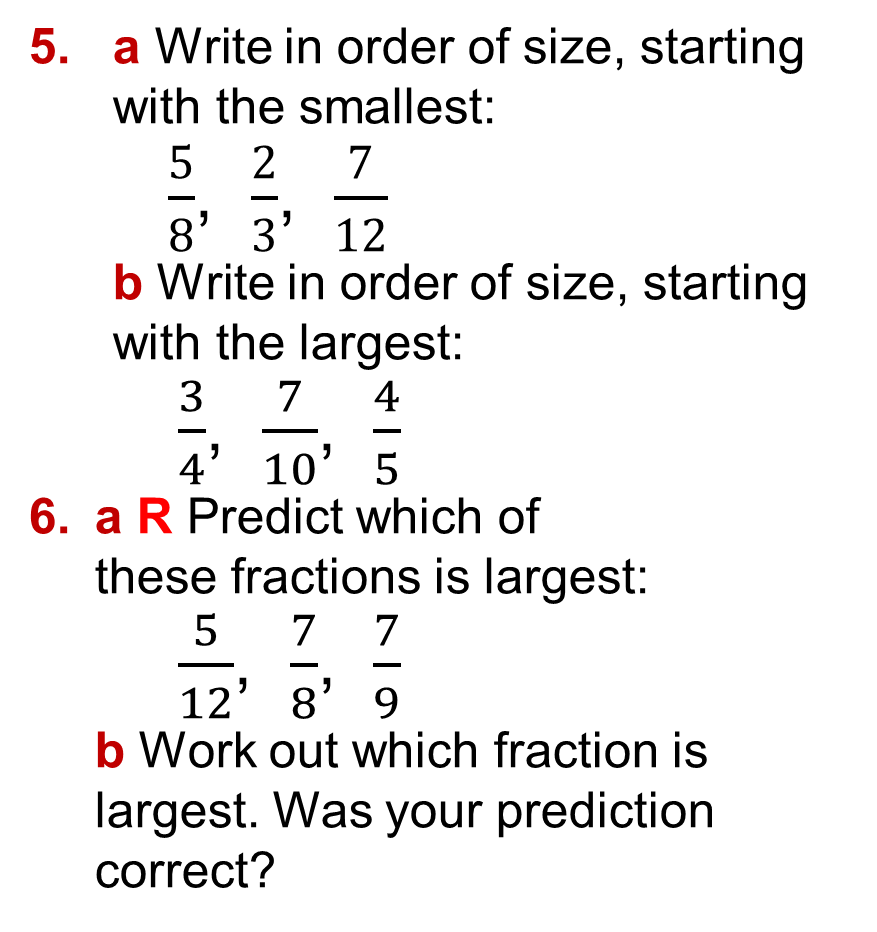 5. a Write in order of size, starting
with the smallest:
5/8, 2/3, 7/12
b Write in order of size, starting
with the largest:
3/4, 7/10, 4/5
6. a R Predict which of
these fractions is largest:
5/12, 7/8, 7/9
b Work out which fraction is
largest. Was your prediction
correct?